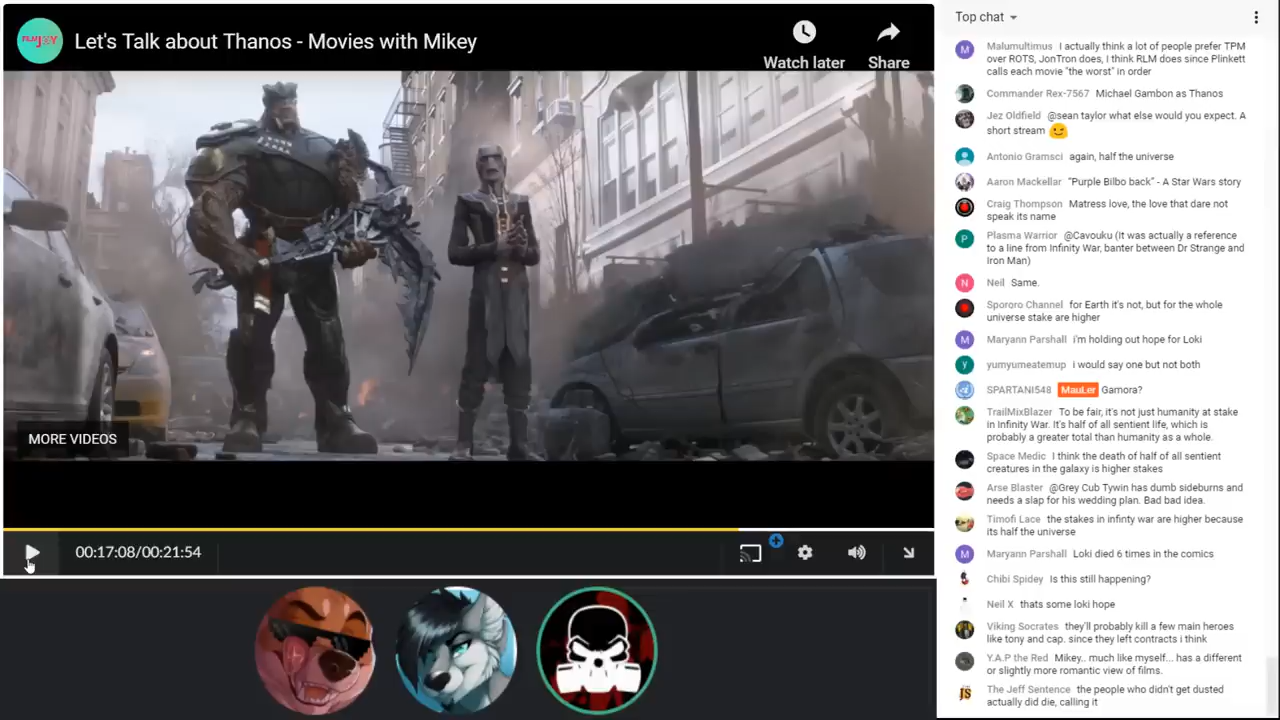 FILMJOY
Let's Talk about Thanos - Movies with Mikey
Watch later
Share
MORE VIDEOS
00:17:08/00:21:54
Top chat
M
Malumultimus I actually think a lot of people prefer TPM
over ROTS, JonTron does, I think RLM does since Plinkett
calls each movie "the worst" in order
Commander Rex-7567 Michael Gambon as Thanos
Jez Oldfield @sean taylor what else would you expect. A
short stream
Antonio Gramsci again, half the universe
Aaron Mackellar "Purple Bilbo back" - A Star Wars story
Craig Thompson Matress love, the love that dare not
speak its name
P
Plasma Warrior @Cavouku (It was actually a reference
to a line from Infinity War, banter between Dr Strange and
Iron Man)
N
Neil Same.
Spororo Channel for Earth it's not, but for the whole
universe stake are higher
M
Maryann Parshall i'm holding out hope for Loki
y
yumyumeatemup i would say one but not both
SPARTANI548 MauLer Gamora?
TrailMixBlazer To be fair, it's not just humanity at stake
in Infinity War. It's half of all sentient life, which is
probably a greater total than humanity as a whole.
Space Medic I think the death of half of all sentient
creatures in the galaxy is higher stakes
Arse Blaster @Grey Cub Tywin has dumb sideburns and
needs a slap for his wedding plan. Bad bad idea.
Timofi Lace the stakes in infinty war are higher because
its half the universe
M
Maryann Parshall Loki died 6 times in the comics
Chibi Spidey Is this still happening?
Neil X thats some loki hope
Viking Socrates they'll probably kill a few main heroes
like tony and cap. since they left contracts i think
Y.A.P the Red Mikey.. much like myself... has a different
or slightly more romantic view of films.
JS
The Jeff Sentence the people who didn't get dusted
actually did die, calling it